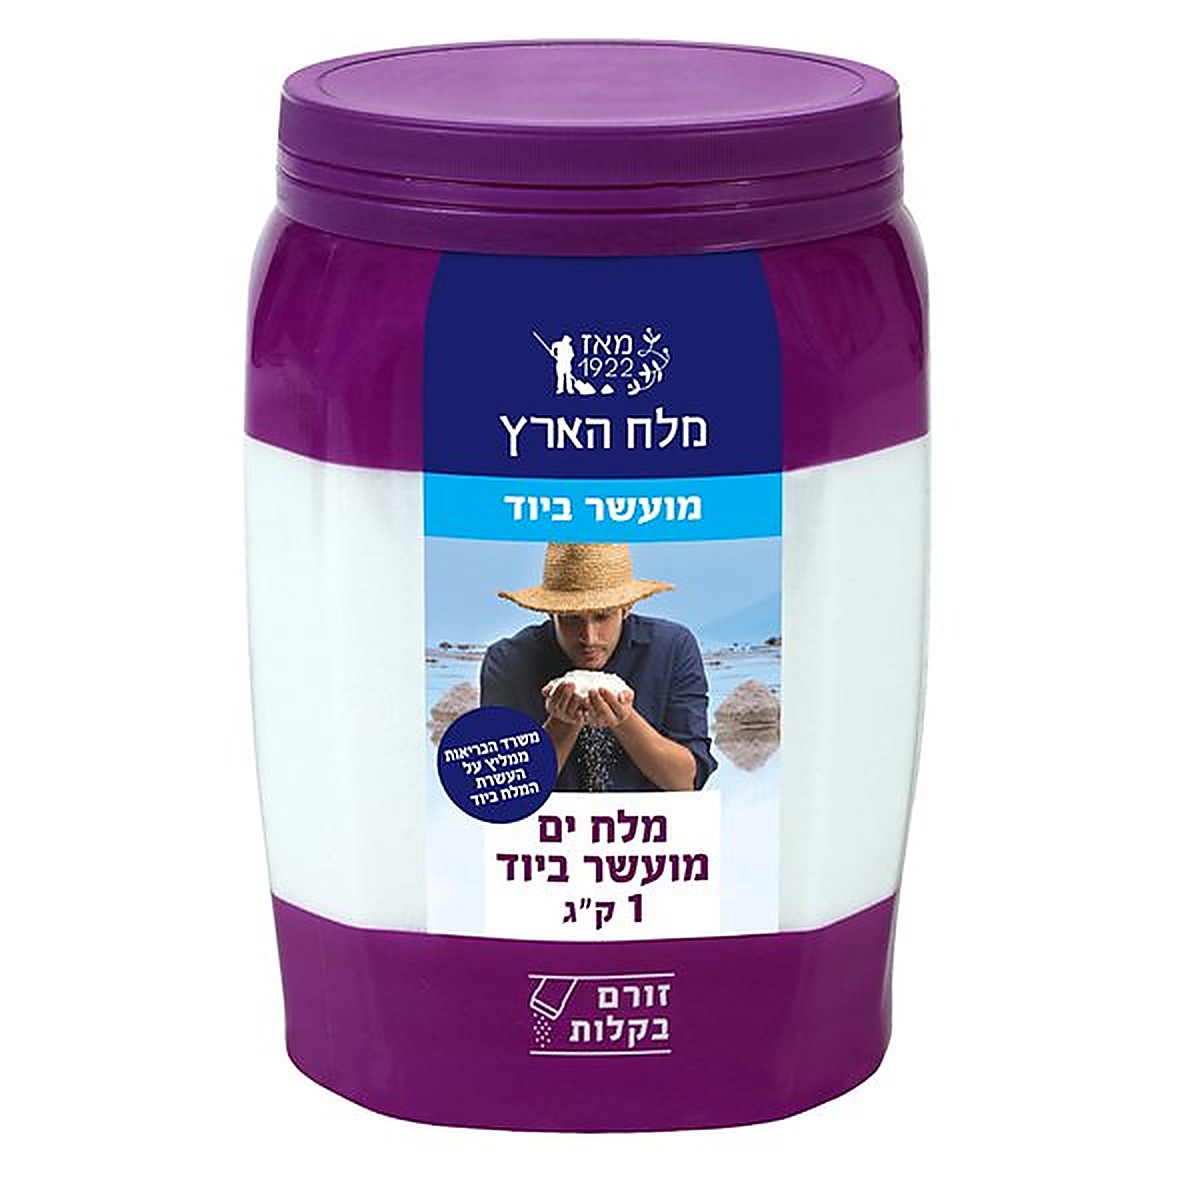 מאז
1922
מלח הארץ
מועשר ביוד
משרד הבריאות
ממליץ על
העשרת
המלח ביוד
מלח ים
מועשר ביוד
1 ק״ג
זורם
בקלות